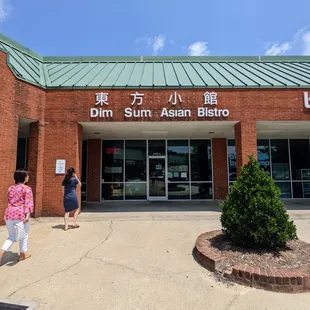 東方小館
Dim Sum Asian Bistro